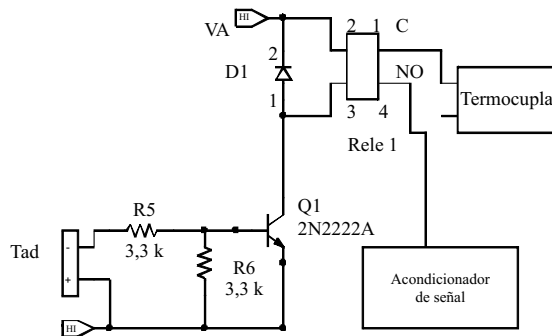 HI
VA
2 1
C
2
D1
NO
1
3 4
Termocupla
Rele 1
Q1
2N2222A
R5
3,3 k
Tad
-
+
R6
3,3 k
Acondicionador
de señal
HI